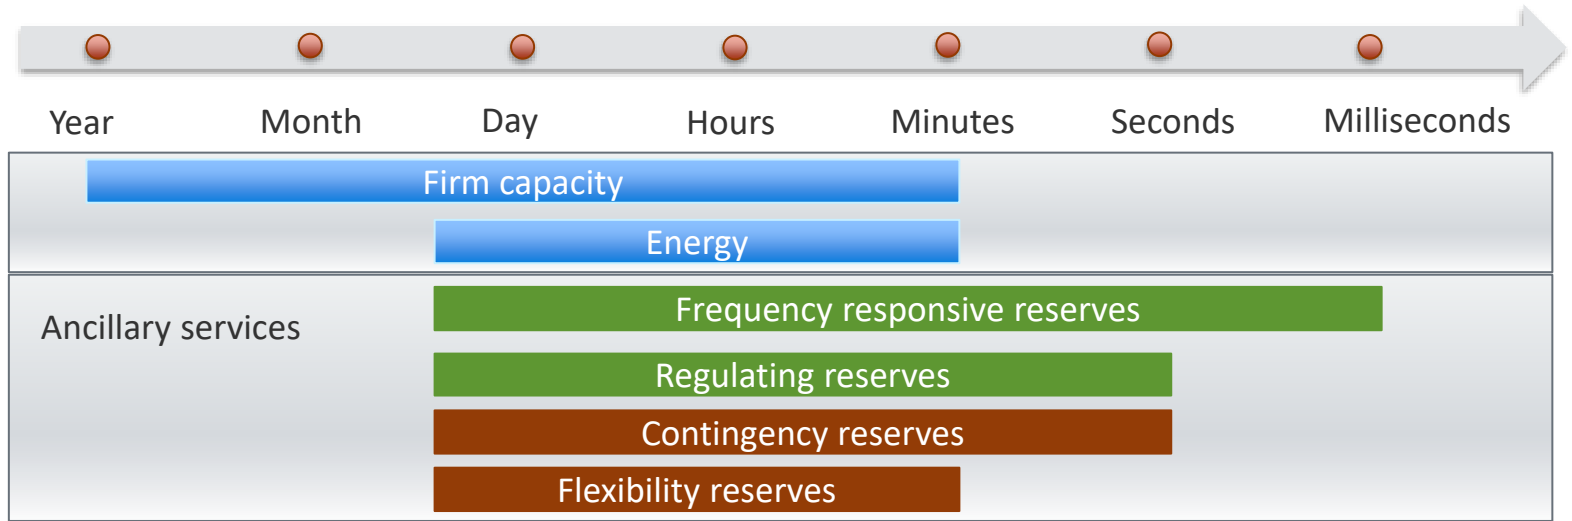 Year Month Day Hours Minutes Seconds Milliseconds
Firm capacity
Energy
Ancillary services
Frequency responsive reserves
Regulating reserves
Contingency reserves
Flexibility reserves